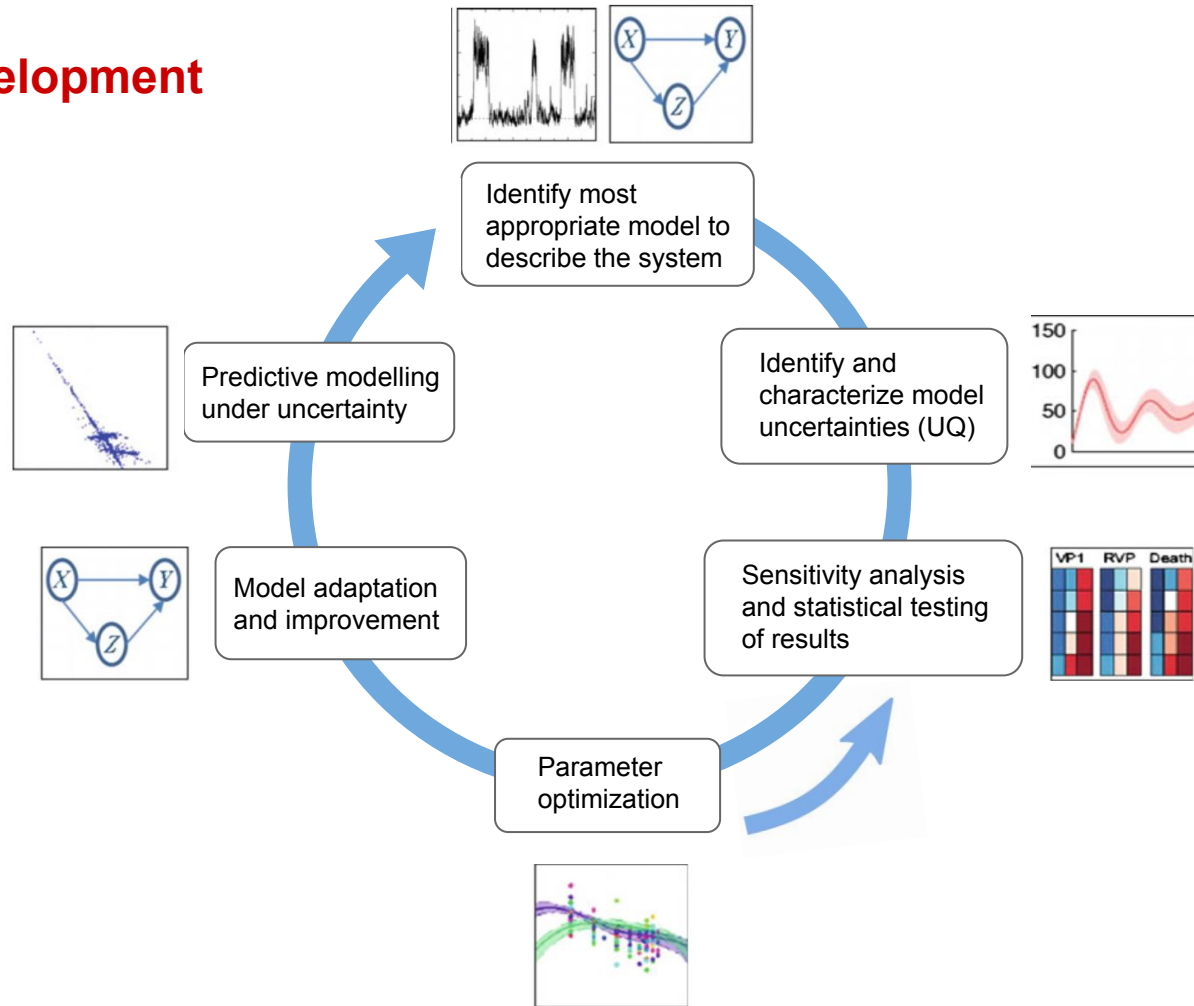 elopment
X Y
Z
Identify most
appropriate model to
describe the system
Identify and
characterize model
uncertainties (UQ)
150
100
50
0
Sensitivity analysis
and statistical testing
of results
VP1 RVP Death
Parameter
optimization
Model adaptation
and improvement
X Y
Z
Predictive modelling
under uncertainty